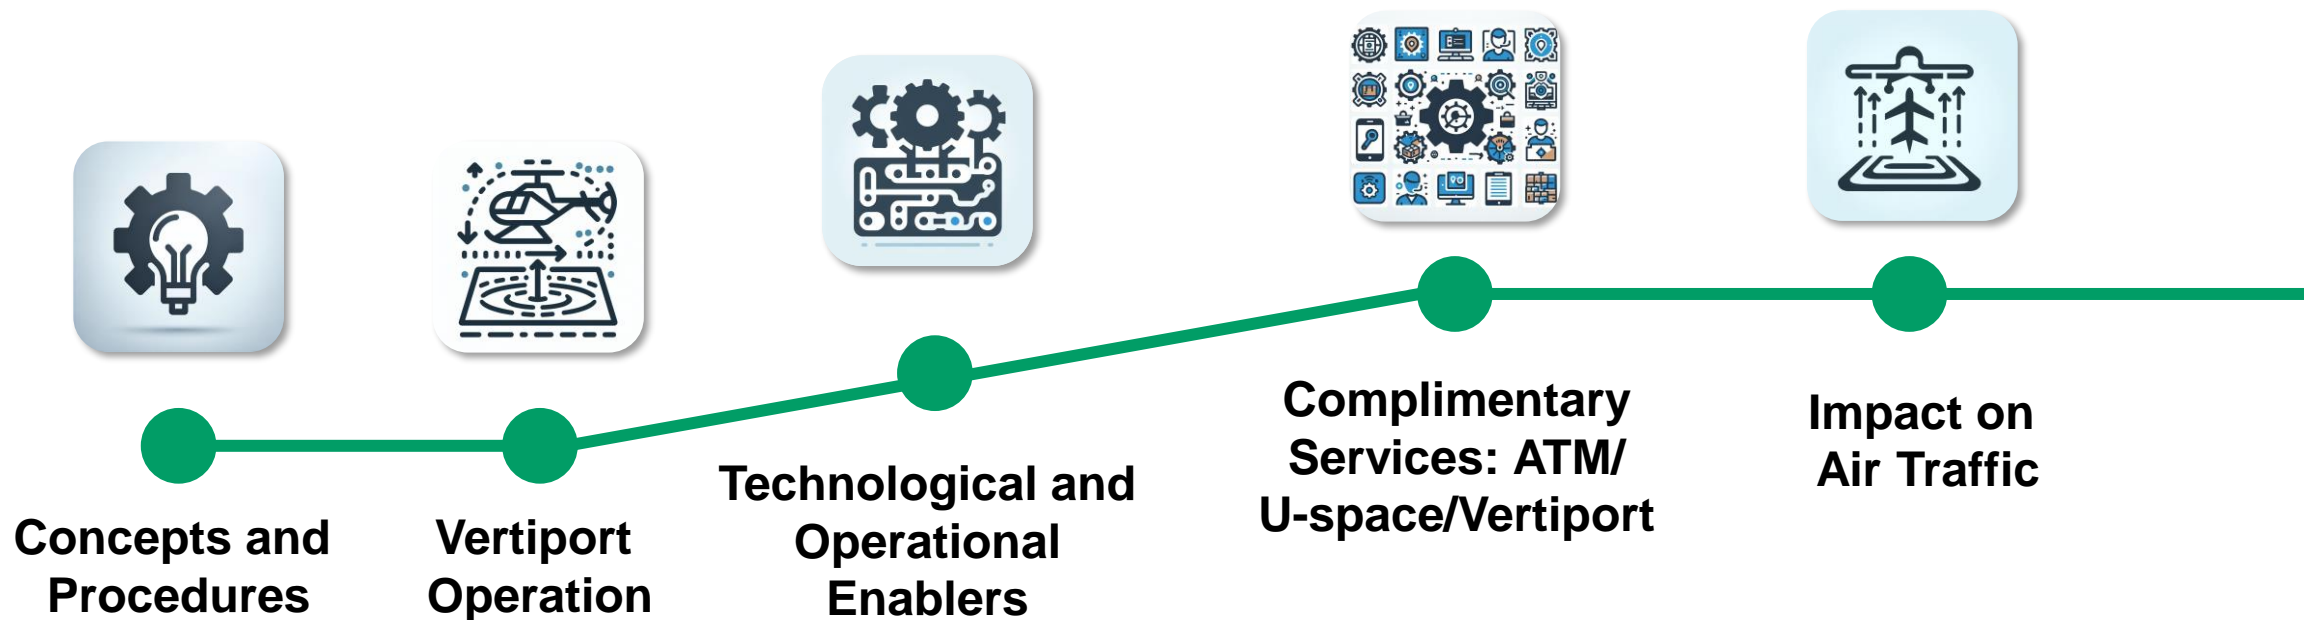 Concepts and
Procedures
Vertiport
Operation
Technological and
Operational
Enablers
Complimentary
Services: ATM/
U-space/Vertiport
Impact on
Air Traffic